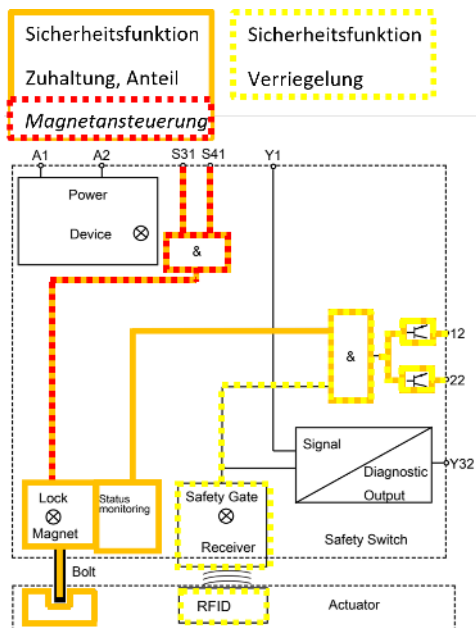 Sicherheitsfunktion
Zuhaltung, Anteil
Magnetansteuerung
Sicherheitsfunktion
Verriegelung
A1 A2 S31 S41 Y1
Power
Device
&
&
12
22
Signal
Diagnostic
Output
Y32
Lock
Magnet
Status
monitoring
Safety Gate
Receiver
Safety Switch
Bolt
RFID
Actuator